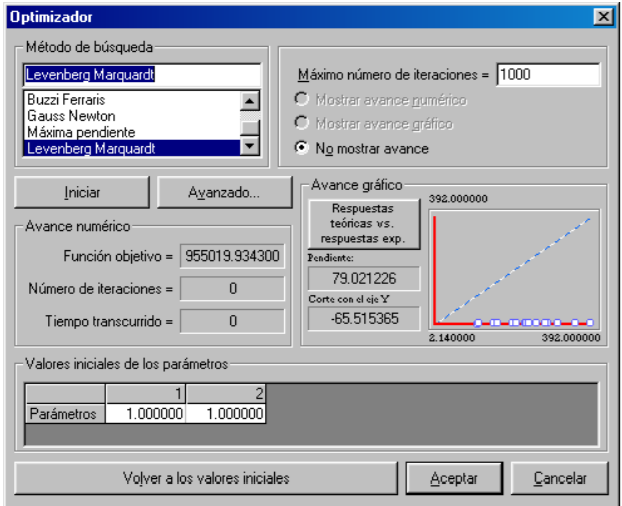 Optimizador
Método de búsqueda
Levenberg Marquardt
Buzzi Ferraris
Gauss Newton
Máxima pendiente
Levenberg Marquardt
Máximo número de iteraciones = 1000
Mostrar avance numérico
Mostrar avance gráfico
No mostrar avance
Iniciar
Avanzado...
Avance numérico
Función objetivo = 955019.934300
Número de iteraciones = 0
Tiempo transcurrido = 0
Avance gráfico
Respuestas
teóricas vs.
respuestas exp.
Pendiente:
79.021226
Corte con el eje Y
-65.515365
392.000000
2.140000 392.000000
Valores iniciales de los parámetros
1 2
Parámetros 1.000000 1.000000
Volver a los valores iniciales
Aceptar
Cancelar